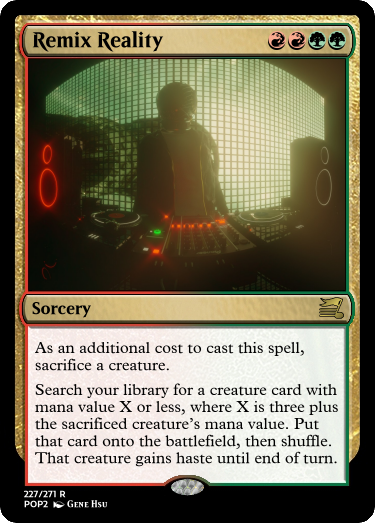 Remix Reality
Sorcery
As an additional cost to cast this spell,
sacrifice a creature.
Search your library for a creature card with
mana value X or less, where X is three plus
the sacrificed creature's mana value. Put
that card onto the battlefield, then shuffle.
That creature gains haste until end of turn.
227/271 R
POP2 Gene Hsu